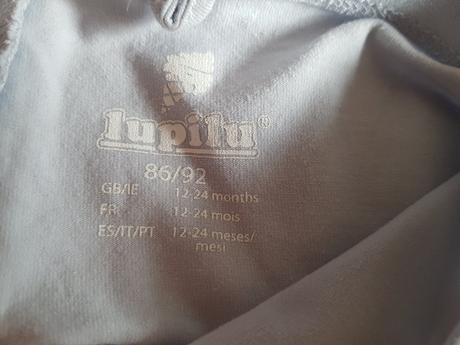 lupilu®
86/92
GB/IE 12-24 months
FR 12-24 mois
ES/IT/PT 12-24 meses/
mesi